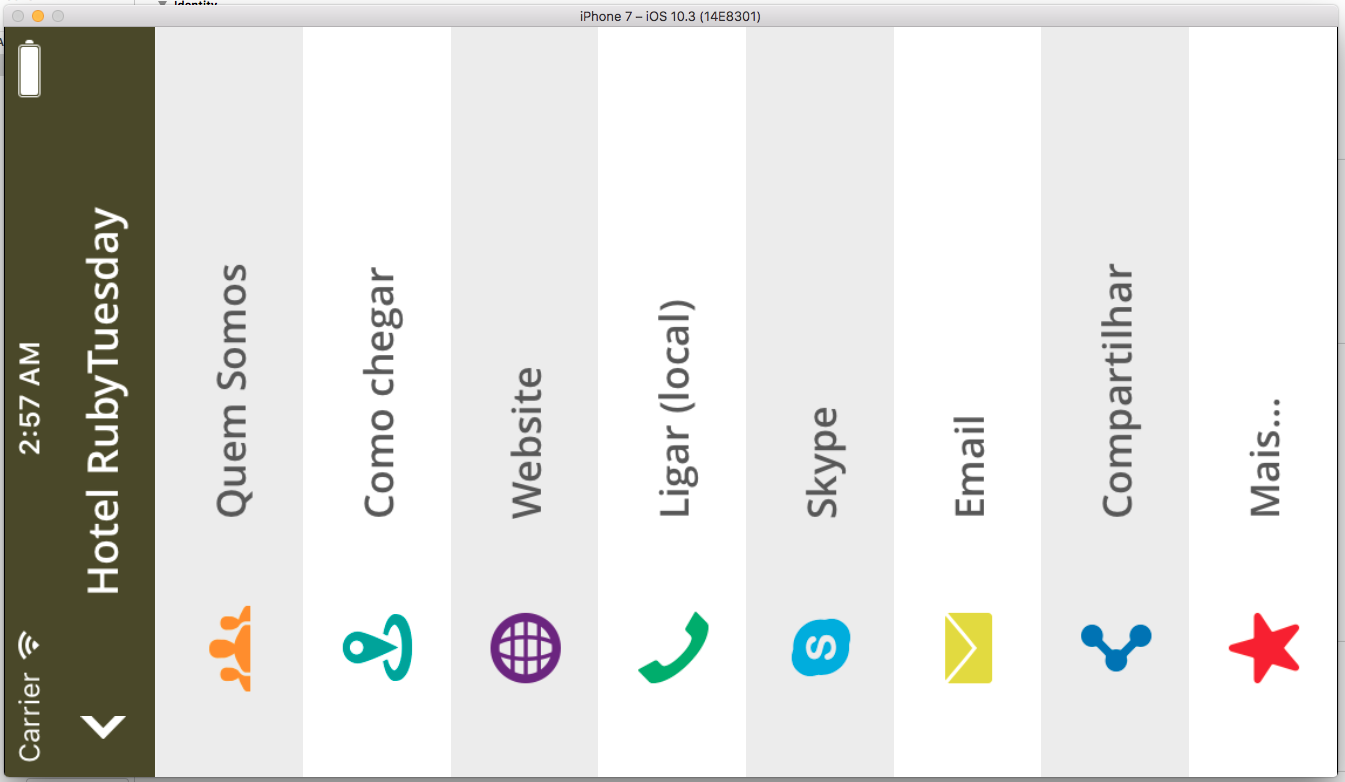 Identity
iPhone 7 – iOS 10.3 (14E8301)
Carrier 2:57 AM
Hotel RubyTuesday
Quem Somos
Como chegar
Website
Ligar (local)
Skype
Email
Compartilhar
Mais...